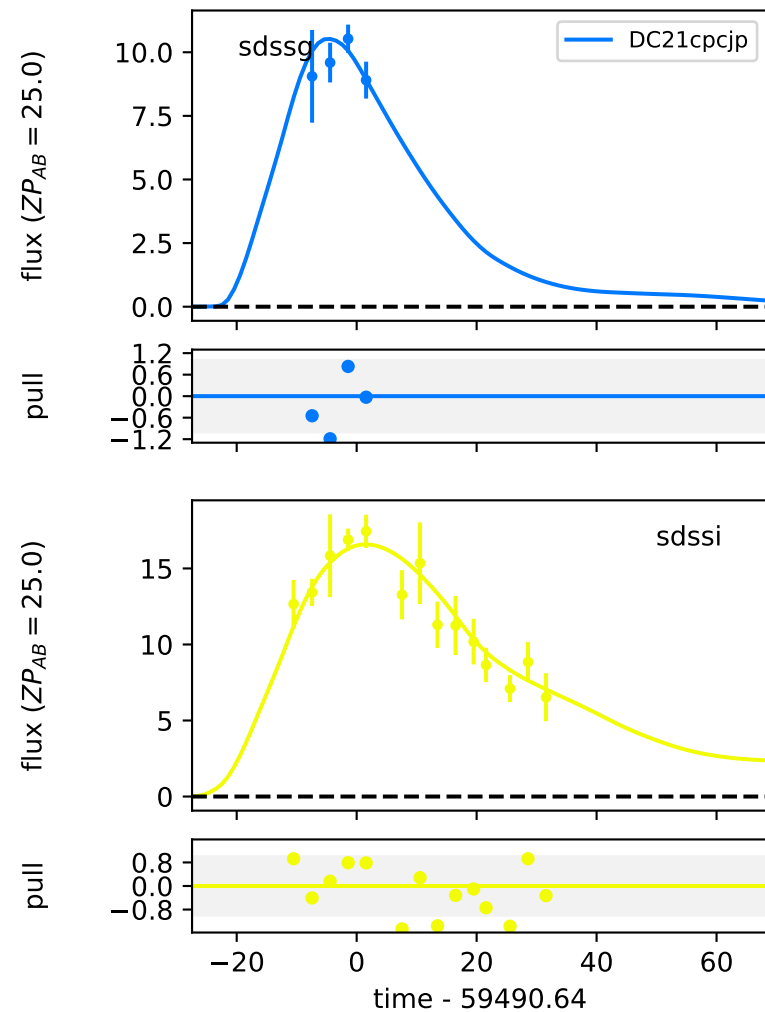 sdssg
DC21cpcjp
flux (ZP_AB = 25.0)
10.0
7.5
5.0
2.5
0.0
pull
1.2
0.6
0.0
−0.6
−1.2
sdssi
flux (ZP_AB = 25.0)
15
10
5
0
pull
0.8
0.0
−0.8
−20 0 20 40 60
time - 59490.64